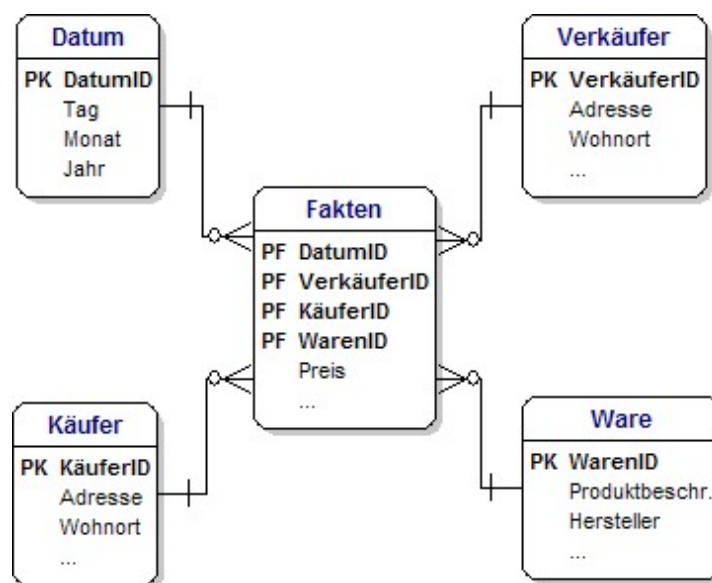 Datum
PK DatumID
Tag
Monat
Jahr
Verkäufer
PK VerkäuferID
Adresse
Wohnort
...
Fakten
PF DatumID
PF VerkäuferID
PF KäuferID
PF WarenID
Preis
...
Käufer
PK KäuferID
Adresse
Wohnort
...
Ware
PK WarenID
Produktbeschr.
Hersteller
...